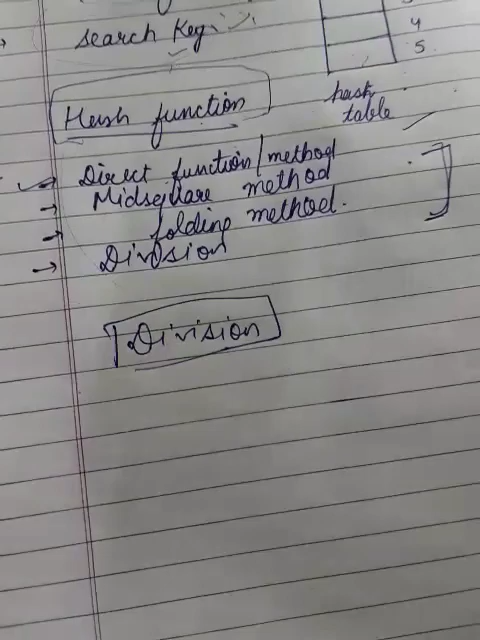 search key
4
5
hash
table
Hash function
Direct function/method
Midsquare method
folding method.
Division
Division